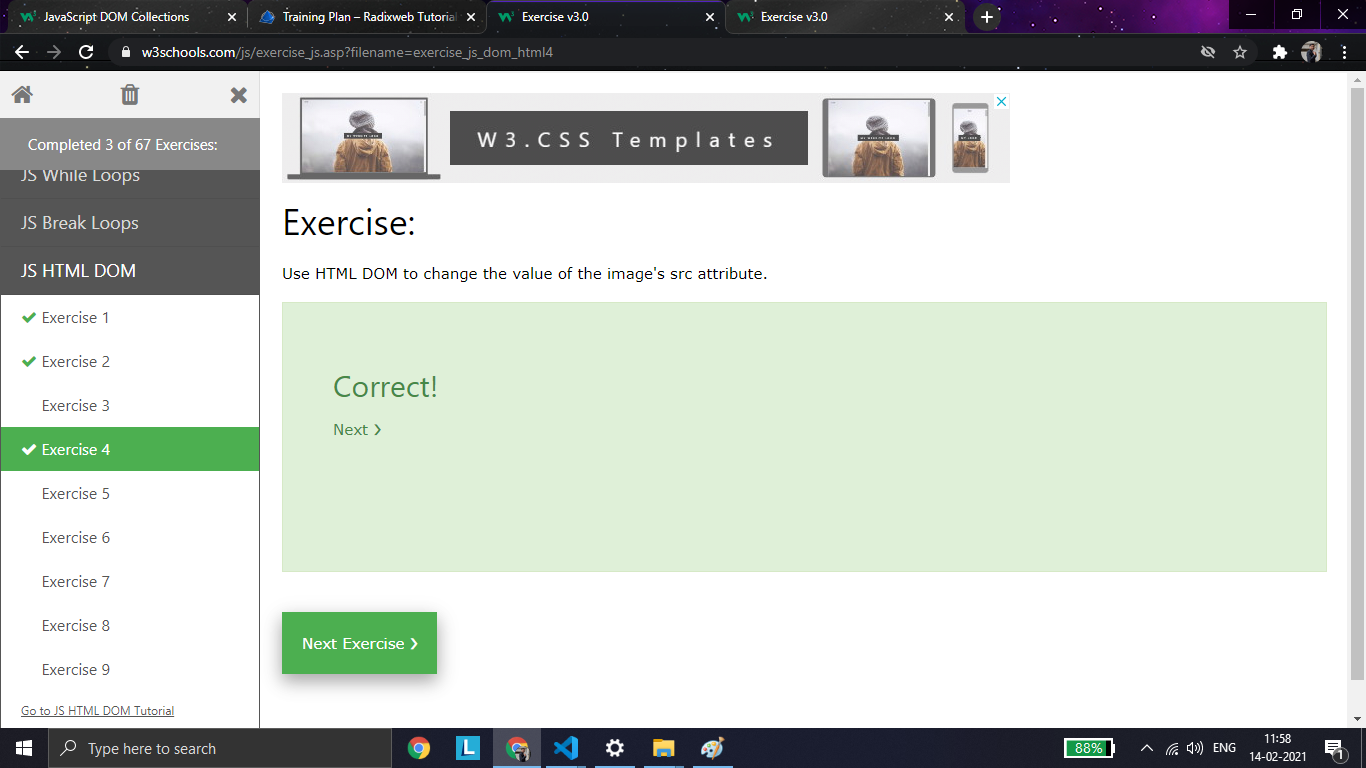 JavaScript DOM Collections
Training Plan – Radixweb Tutorial
Exercise v3.0
Exercise v3.0
w3schools.com/js/exercise_js.asp?filename=exercise_js_dom_html4
Completed 3 of 67 Exercises:
JS While Loops
JS Break Loops
JS HTML DOM
Exercise 1
Exercise 2
Exercise 3
Exercise 4
Exercise 5
Exercise 6
Exercise 7
Exercise 8
Exercise 9
Go to JS HTML DOM Tutorial
W3.CSS Templates
Exercise:
Use HTML DOM to change the value of the image's src attribute.
Correct!
Next ❯
Next Exercise ❯
Type here to search
L
88%
ENG
11:58
14-02-2021
1